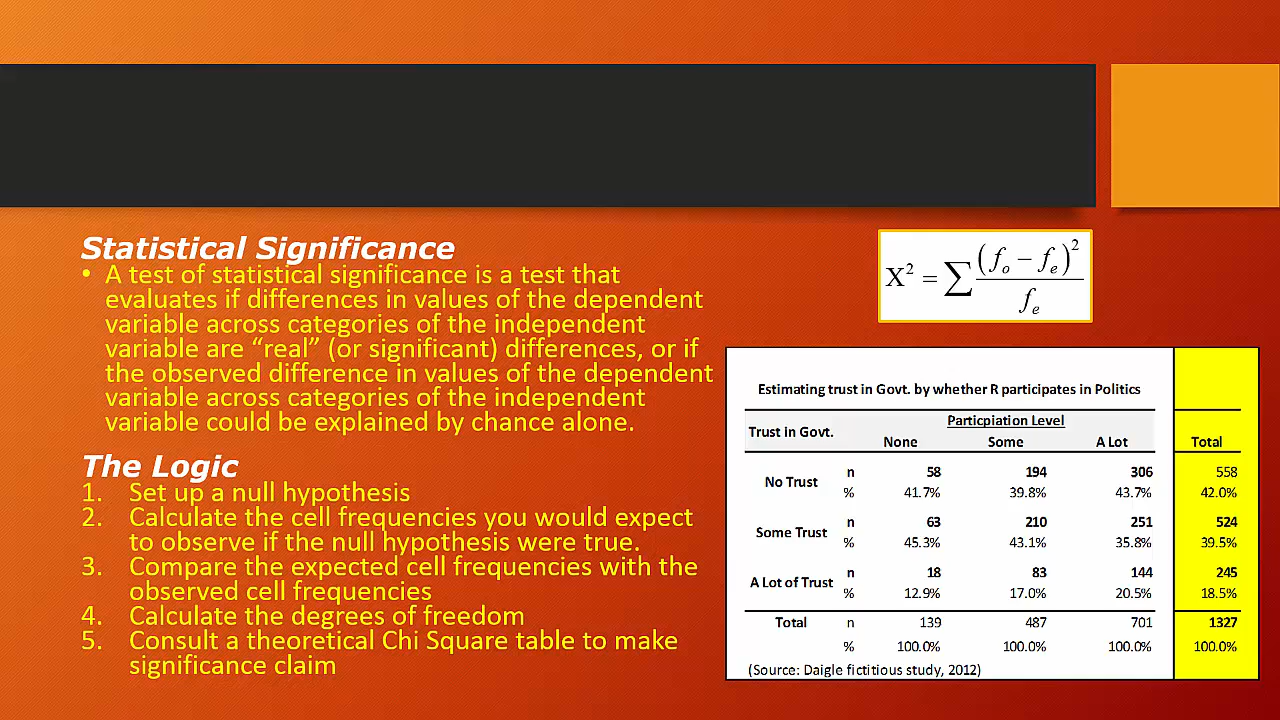 Statistical Significance
• A test of statistical significance is a test that
evaluates if differences in values of the dependent
variable across categories of the independent
variable are “real” (or significant) differences, or if
the observed difference in values of the dependent
variable across categories of the independent
variable could be explained by chance alone.
The Logic
1. Set up a null hypothesis
2. Calculate the cell frequencies you would expect
to observe if the null hypothesis were true.
3. Compare the expected cell frequencies with the
observed cell frequencies
4. Calculate the degrees of freedom
5. Consult a theoretical Chi Square table to make
significance claim
X² = ∑ (fₒ − fₑ)² / fₑ
Estimating trust in Govt. by whether R participates in Politics
Trust in Govt. Particpiation Level
None Some A Lot Total
No Trust n 58 194 306 558
% 41.7% 39.8% 43.7% 42.0%
Some Trust n 63 210 251 524
% 45.3% 43.1% 35.8% 39.5%
A Lot of Trust n 18 83 144 245
% 12.9% 17.0% 20.5% 18.5%
Total n 139 487 701 1327
% 100.0% 100.0% 100.0% 100.0%
(Source: Daigle fictitious study, 2012)